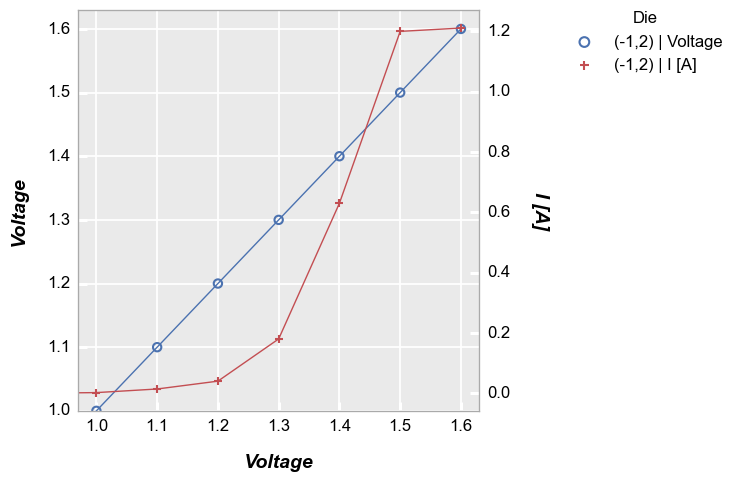 Die
(-1,2) | Voltage
(-1,2) | I [A]
Voltage
1.6
1.5
1.4
1.3
1.2
1.1
1.0
1.2
1.0
0.8
0.6
0.4
0.2
0.0
I [A]
1.0 1.1 1.2 1.3 1.4 1.5 1.6
Voltage